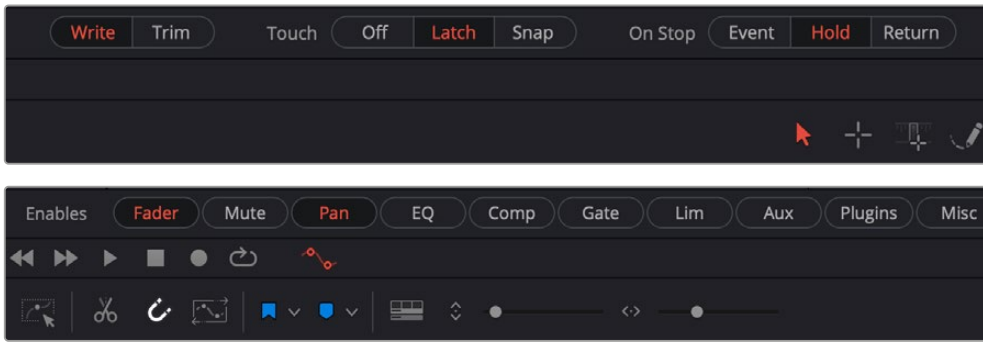 Write Trim Touch Off Latch Snap On Stop Event Hold Return
Enables Fader Mute Pan EQ Comp Gate Lim Aux Plugins Misc